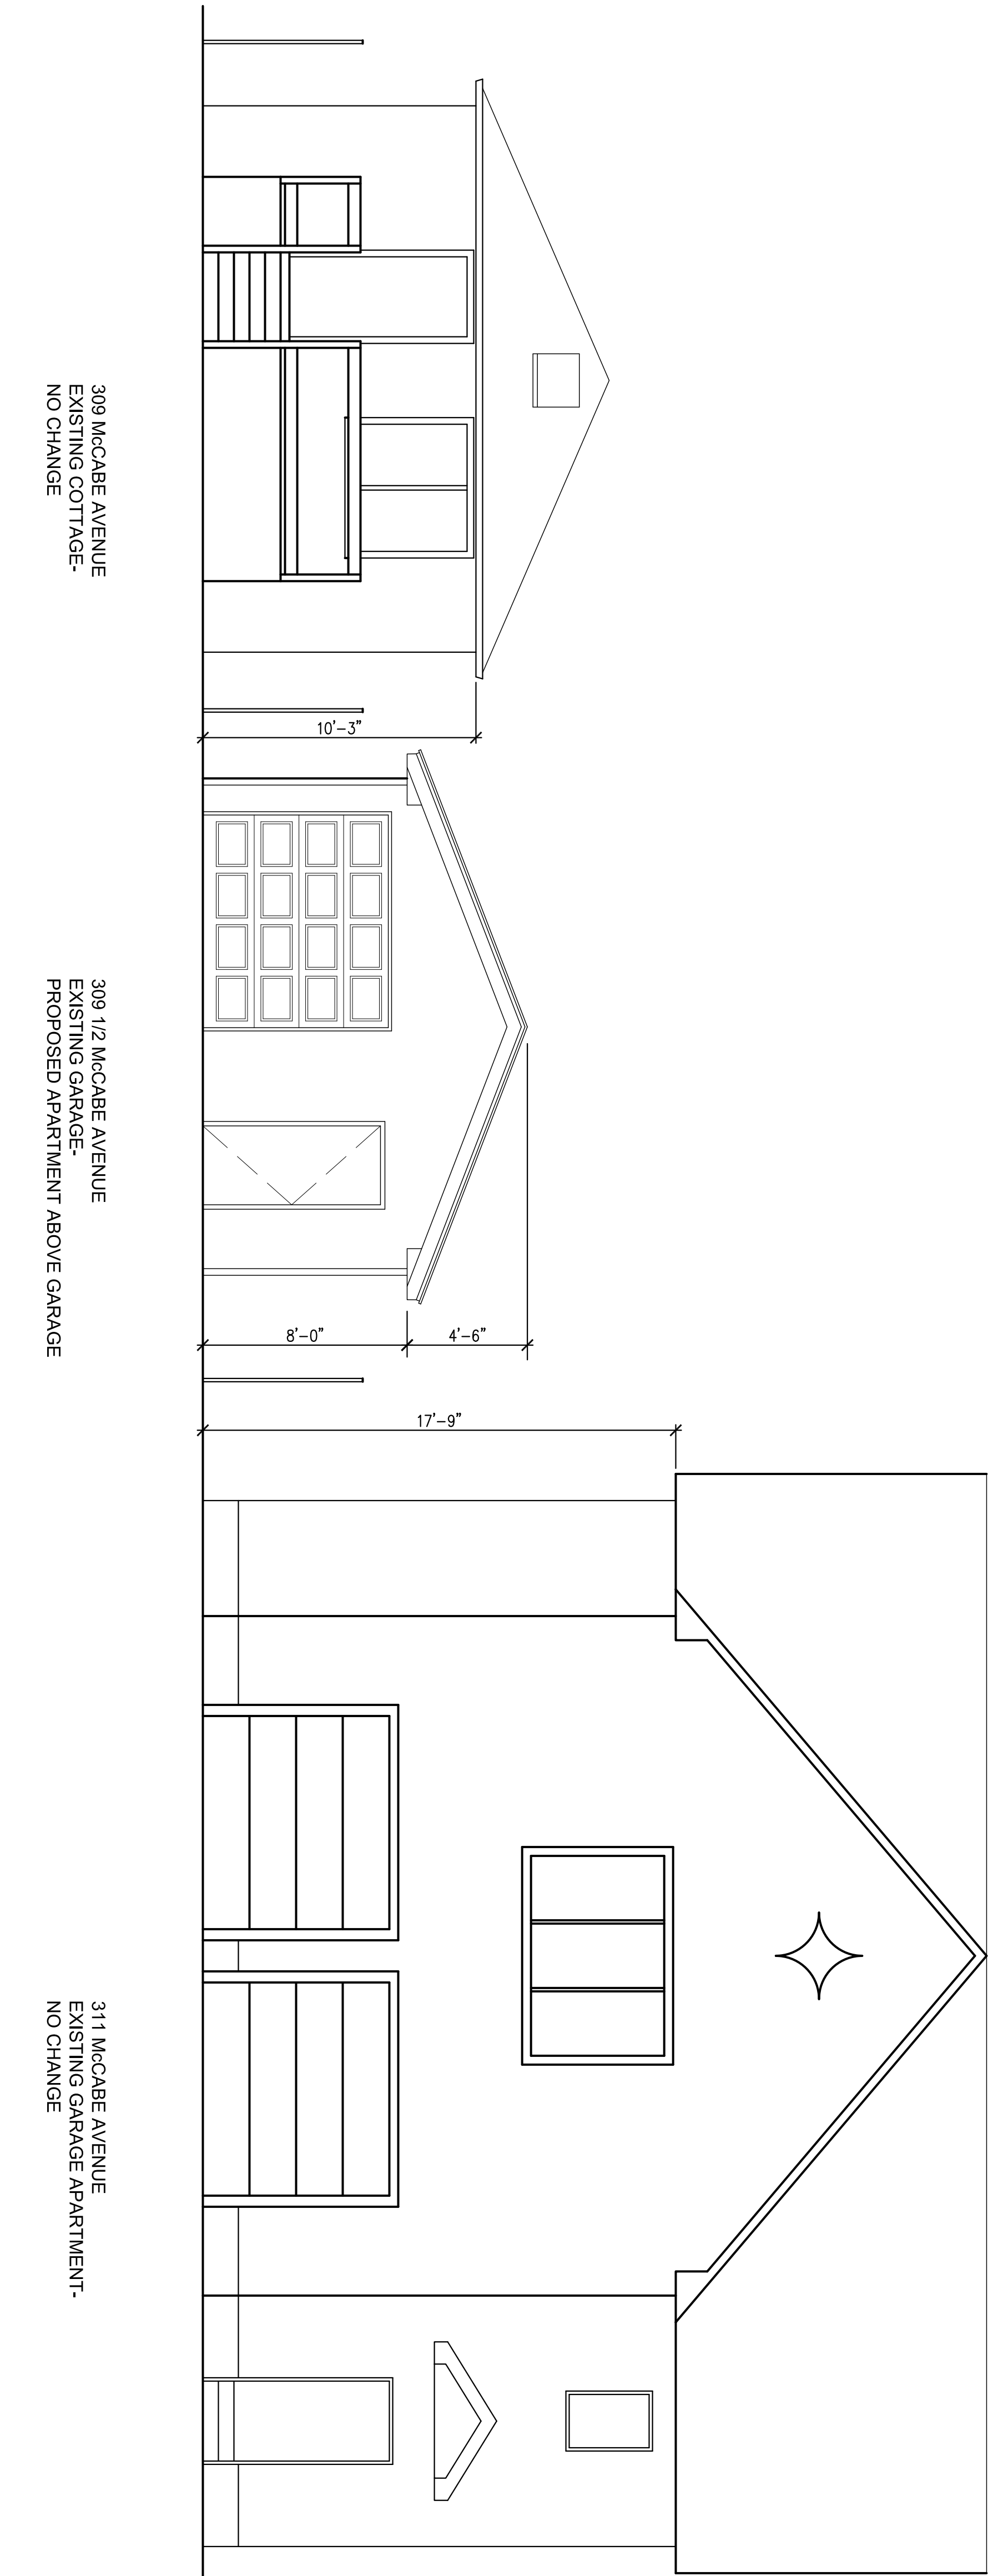 309 McCABE AVENUE
EXISTING COTTAGE-
NO CHANGE
10'-3"
309 1/2 McCABE AVENUE
EXISTING GARAGE-
PROPOSED APARTMENT ABOVE GARAGE
8'-0"
4'-6"
17'-9"
311 McCABE AVENUE
EXISTING GARAGE APARTMENT-
NO CHANGE